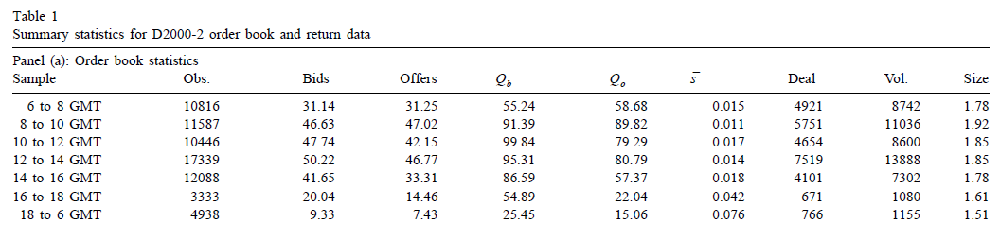 Table 1
Summary statistics for D2000-2 order book and return data
Panel (a): Order book statistics
Sample Obs. Bids Offers Q_b Q_o s̄ Deal Vol. Size
6 to 8 GMT 10816 31.14 31.25 55.24 58.68 0.015 4921 8742 1.78
8 to 10 GMT 11587 46.63 47.02 91.39 89.82 0.011 5751 11036 1.92
10 to 12 GMT 10446 47.74 42.15 99.84 79.29 0.017 4654 8600 1.85
12 to 14 GMT 17339 50.22 46.77 95.31 80.79 0.014 7519 13888 1.85
14 to 16 GMT 12088 41.65 33.31 86.59 57.37 0.018 4101 7302 1.78
16 to 18 GMT 3333 20.04 14.46 54.89 22.04 0.042 671 1080 1.61
18 to 6 GMT 4938 9.33 7.43 25.45 15.06 0.076 766 1155 1.51